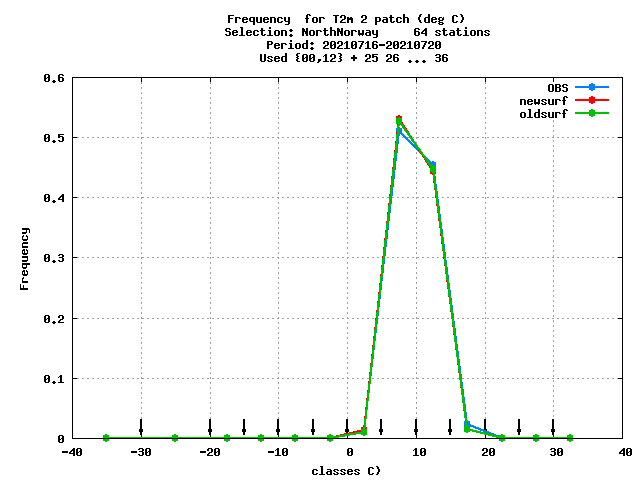 Frequency  for T2m 2 patch (deg C)
Selection: NorthNorway     64 stations
Period: 20210716-20210720
Used {00,12} + 25 26 ... 36
OBS
newsurf
oldsurf
0.6
0.5
0.4
0.3
0.2
0.1
0
Frequency
-40 -30 -20 -10 0 10 20 30 40
classes C)